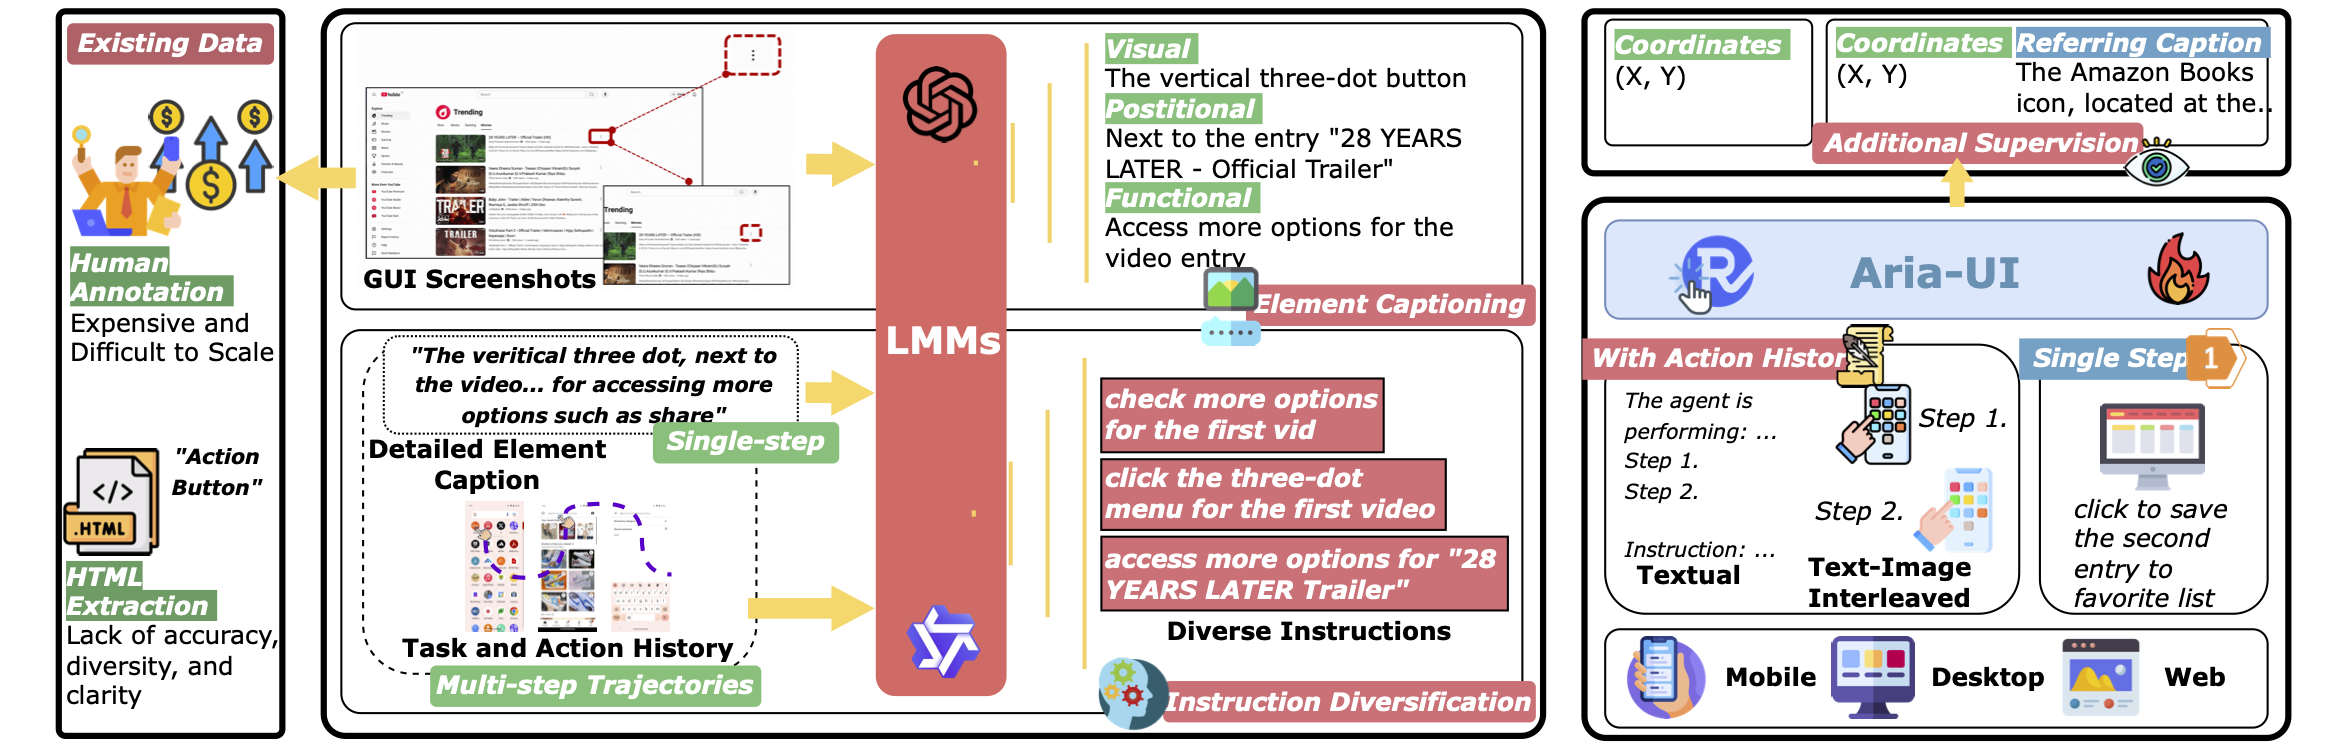 Existing Data
Human
Annotation
Expensive and
Difficult to Scale
"Action
Button"
</>
.HTML
HTML
Extraction
Lack of accuracy,
diversity, and
clarity
YouTube
Search
Trending
Search
Trending
GUI Screenshots
LMMs
Visual
The vertical three-dot button
Postitional
Next to the entry "28 YEARS
LATER - Official Trailer"
Functional
Access more options for the
video entry
Element Captioning
"The veritical three dot, next to
the video... for accessing more
options such as share"
Single-step
Detailed Element
Caption
Task and Action History
Multi-step Trajectories
check more options
for the first vid
click the three-dot
menu for the first video
access more options for "28
YEARS LATER Trailer"
Diverse Instructions
Instruction Diversification
Coordinates
(X, Y)
Coordinates
(X, Y)
Referring Caption
The Amazon Books
icon, located at the..
Additional Supervision
Aria-UI
With Action History
The agent is
performing: ...
Step 1.
Step 2.
Instruction: ...
Textual
Step 1.
Step 2.
Text-Image
Interleaved
Single Step
1
click to save
the second
entry to
favorite list
Mobile
Desktop
Web